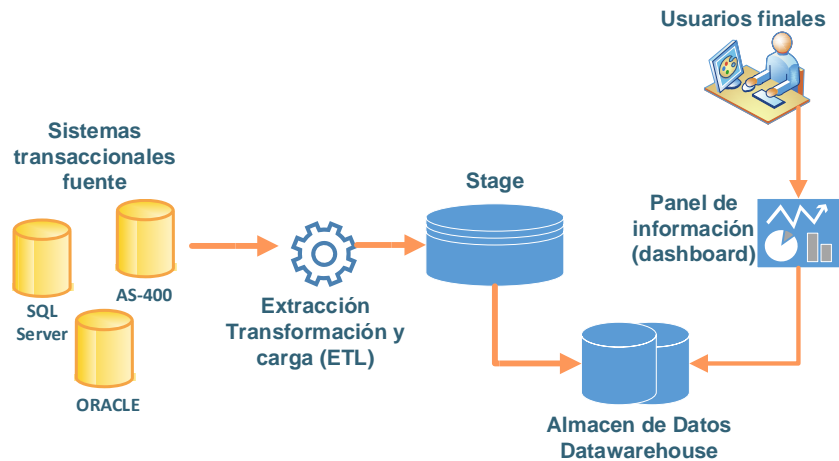 Usuarios finales
Sistemas
transaccionales
fuente
SQL
Server
AS-400
ORACLE
Extracción
Transformación y
carga (ETL)
Stage
Panel de
información
(dashboard)
Almacen de Datos
Datawarehouse